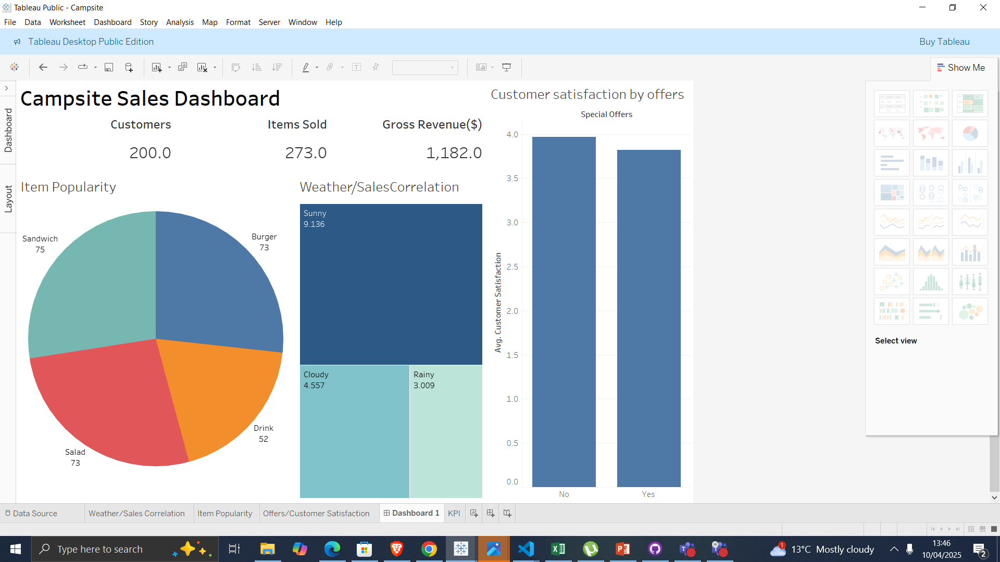 Tableau Public - Campsite
File Data Worksheet Dashboard Story Analysis Map Format Server Window Help
Tableau Desktop Public Edition
Buy Tableau
Show Me
Dashboard
Layout
Campsite Sales Dashboard
Customers
Items Sold
Gross Revenue($)
200.0
273.0
1,182.0
Item Popularity
Sandwich
75
Burger
73
Drink
52
Salad
73
Weather/SalesCorrelation
Sunny
9.136
Cloudy
4.557
Rainy
3.009
Customer satisfaction by offers
Special Offers
Avg. Customer Satisfaction
4.0
3.5
3.0
2.5
2.0
1.5
1.0
0.5
0.0
No
Yes
Select view
Data Source
Weather/Sales Correlation
Item Popularity
Offers/Customer Satisfaction
Dashboard 1
KPI
Type here to search
1
13°C Mostly cloudy
13:46
10/04/2025
2